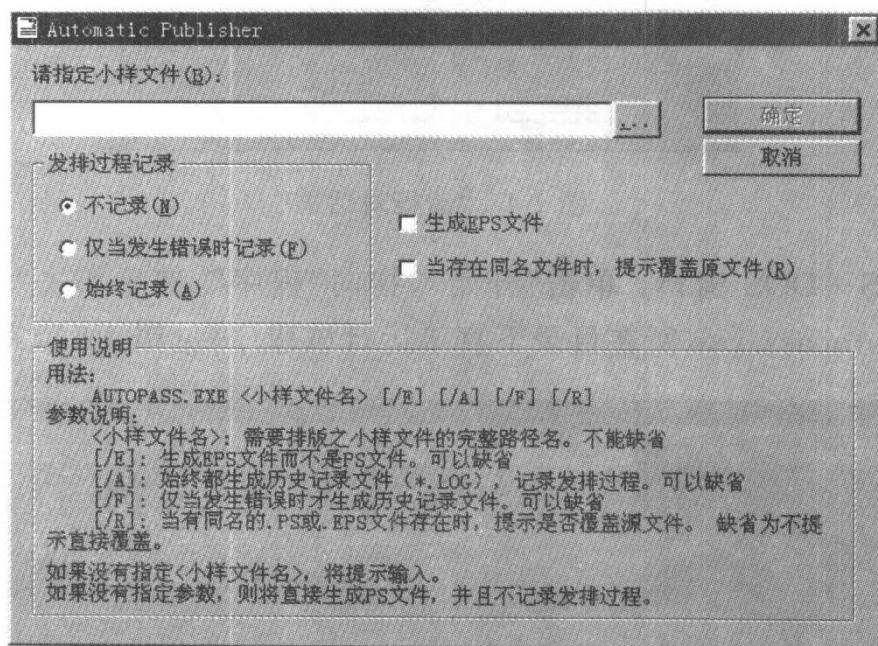 Automatic Publisher
请指定小样文件(B):
...
确定
取消
发排过程记录
不记录(N)
仅当发生错误时记录(F)
始终记录(A)
生成EPS文件
当存在同名文件时，提示覆盖原文件(R)
使用说明
用法:
AUTOPASS.EXE <小样文件名> [/E] [/A] [/F] [/R]
参数说明:
<小样文件名>: 需要排版之小样文件的完整路径名。不能缺省
[/E]: 生成EPS文件而不是PS文件。可以缺省
[/A]: 始终都生成历史记录文件（*.LOG），记录发排过程。可以缺省
[/F]: 仅当发生错误时才生成历史记录文件。可以缺省
[/R]: 当有同名的.PS或.EPS文件存在时，提示是否覆盖源文件。 缺省为不提
示直接覆盖。
如果没有指定<小样文件名>，将提示输入。
如果没有指定参数，则将直接生成PS文件，并且不记录发排过程。